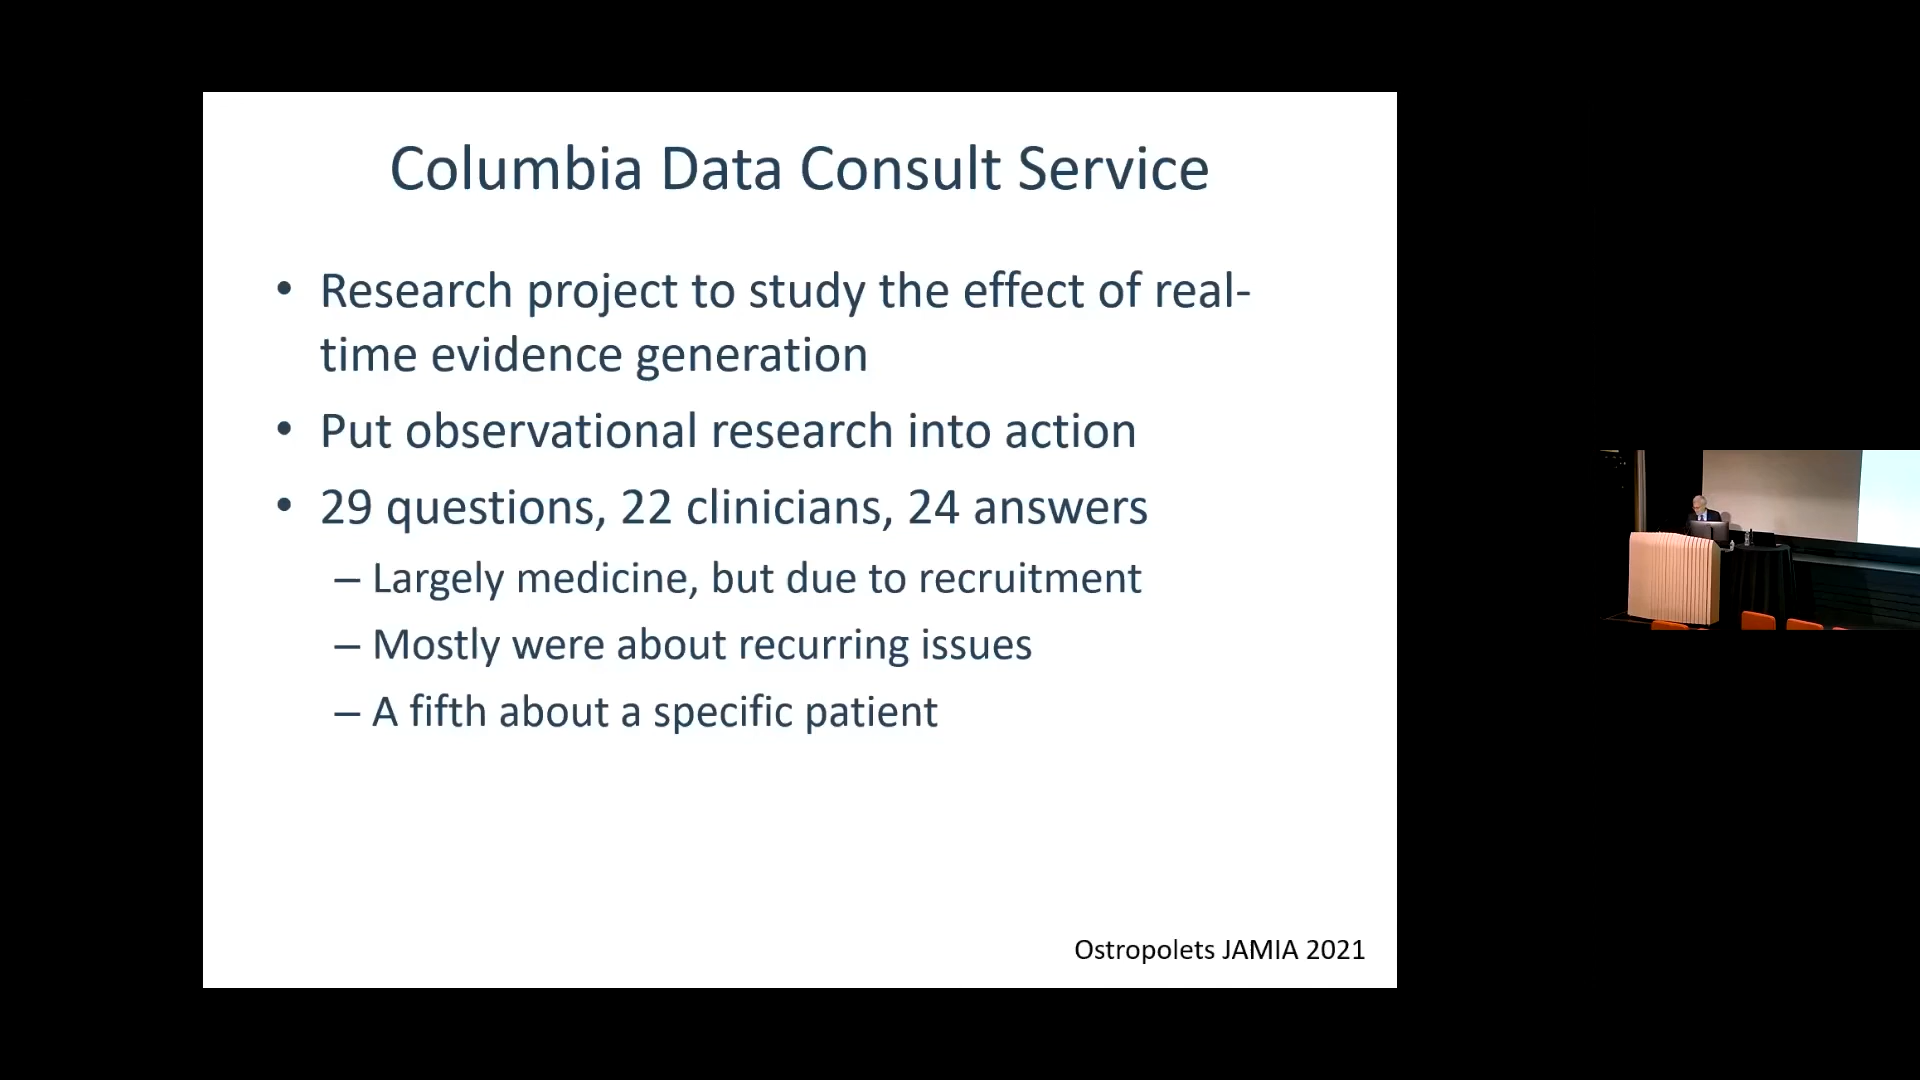 Columbia Data Consult Service
• Research project to study the effect of real-
time evidence generation
• Put observational research into action
• 29 questions, 22 clinicians, 24 answers
– Largely medicine, but due to recruitment
– Mostly were about recurring issues
– A fifth about a specific patient
Ostropolets JAMIA 2021